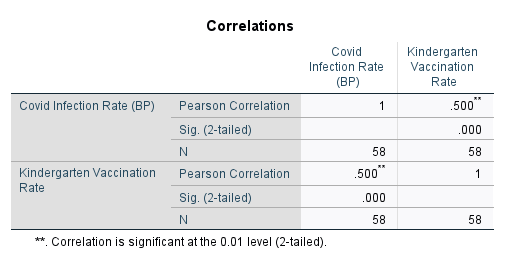 Correlations
Covid Infection Rate (BP)
Kindergarten Vaccination Rate
Covid Infection Rate (BP) Pearson Correlation 1 .500**
Sig. (2-tailed) .000
N 58 58
Kindergarten Vaccination Rate Pearson Correlation .500** 1
Sig. (2-tailed) .000
N 58 58
**. Correlation is significant at the 0.01 level (2-tailed).